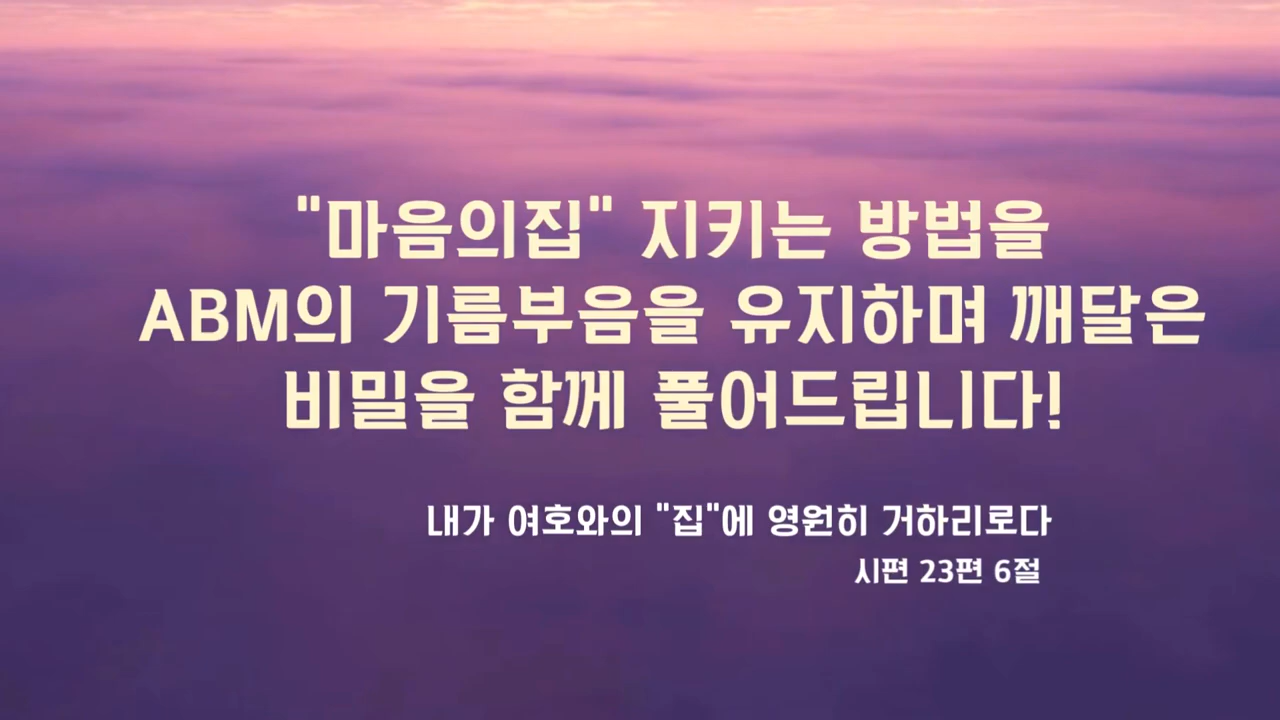 "마음의집" 지키는 방법을
ABM의 기름부음을 유지하며 깨달은
비밀을 함께 풀어드립니다!
내가 여호와의 "집"에 영원히 거하리로다
시편 23편 6절